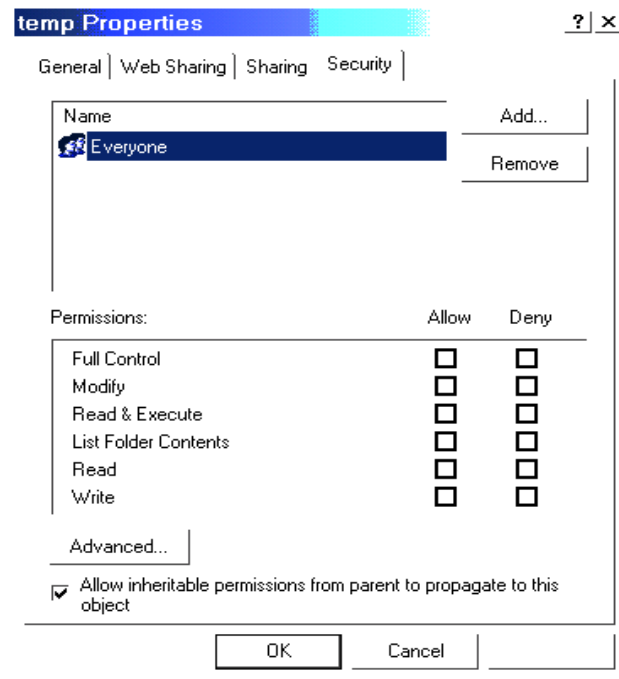 temp Properties ? ×
General Web Sharing Sharing Security
Name
Add...
Everyone
Remove
Permissions: Allow Deny
Full Control
Modify
Read & Execute
List Folder Contents
Read
Write
Advanced...
Allow inheritable permissions from parent to propagate to this
object
OK Cancel